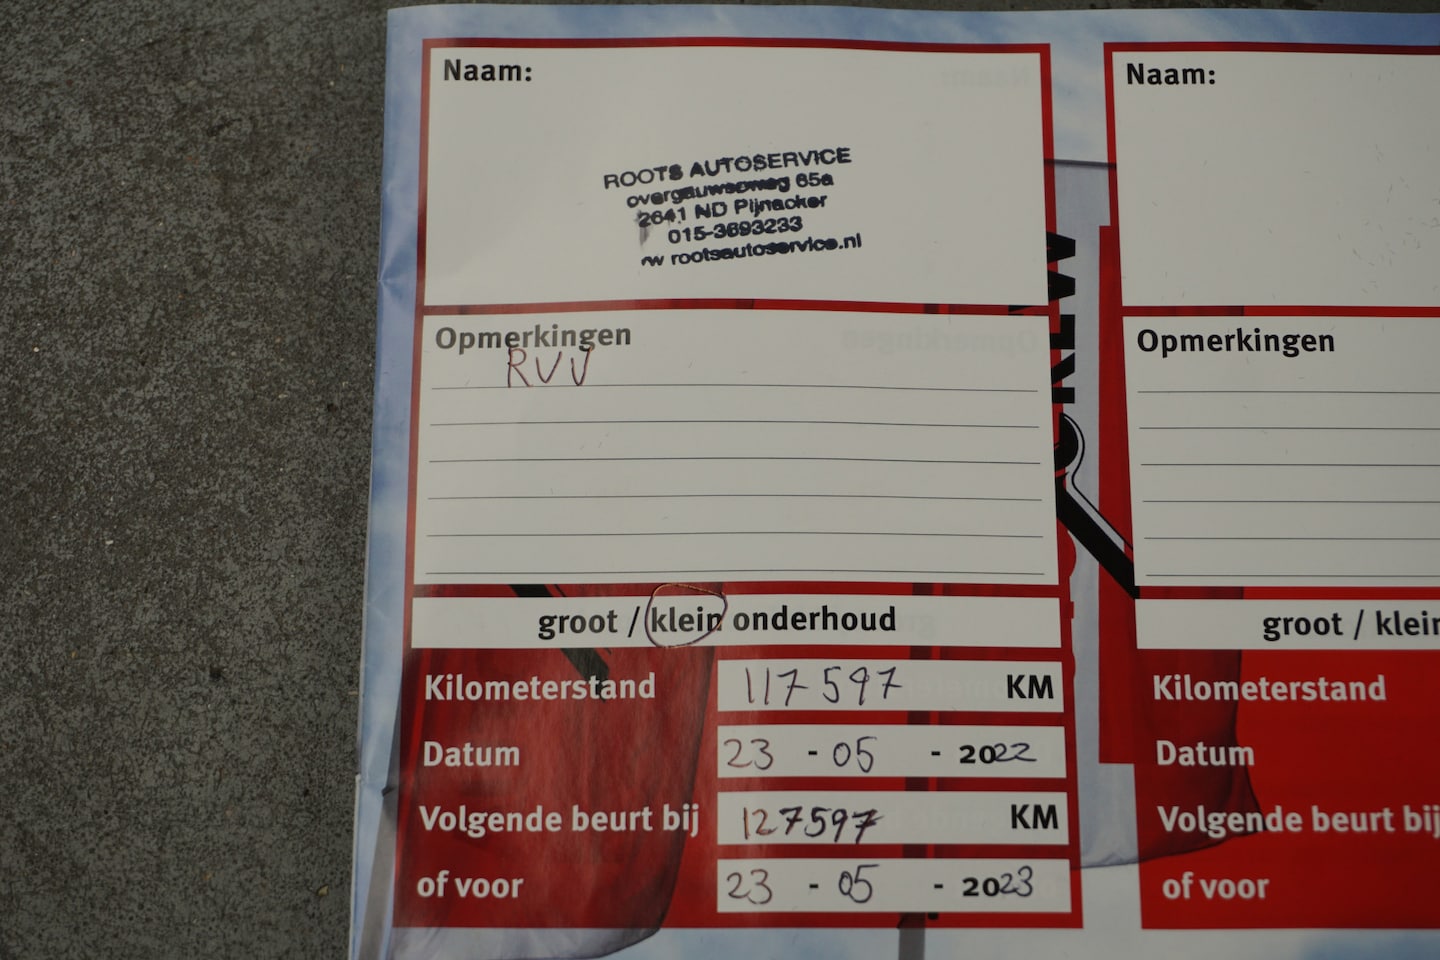 Naam:
ROOTS AUTOSERVICE
overgauwseweg 65a
2641 ND Pijnacker
015-3693233
rootsautoservice.nl
Opmerkingen
RVV
groot / klein onderhoud
Kilometerstand 117597 KM
Datum 23 - 05 - 2022
Volgende beurt bij 127597 KM
of voor 23 - 05 - 2023
Naam:
Opmerkingen
groot / klein
Kilometerstand
Datum
Volgende beurt bij
of voor